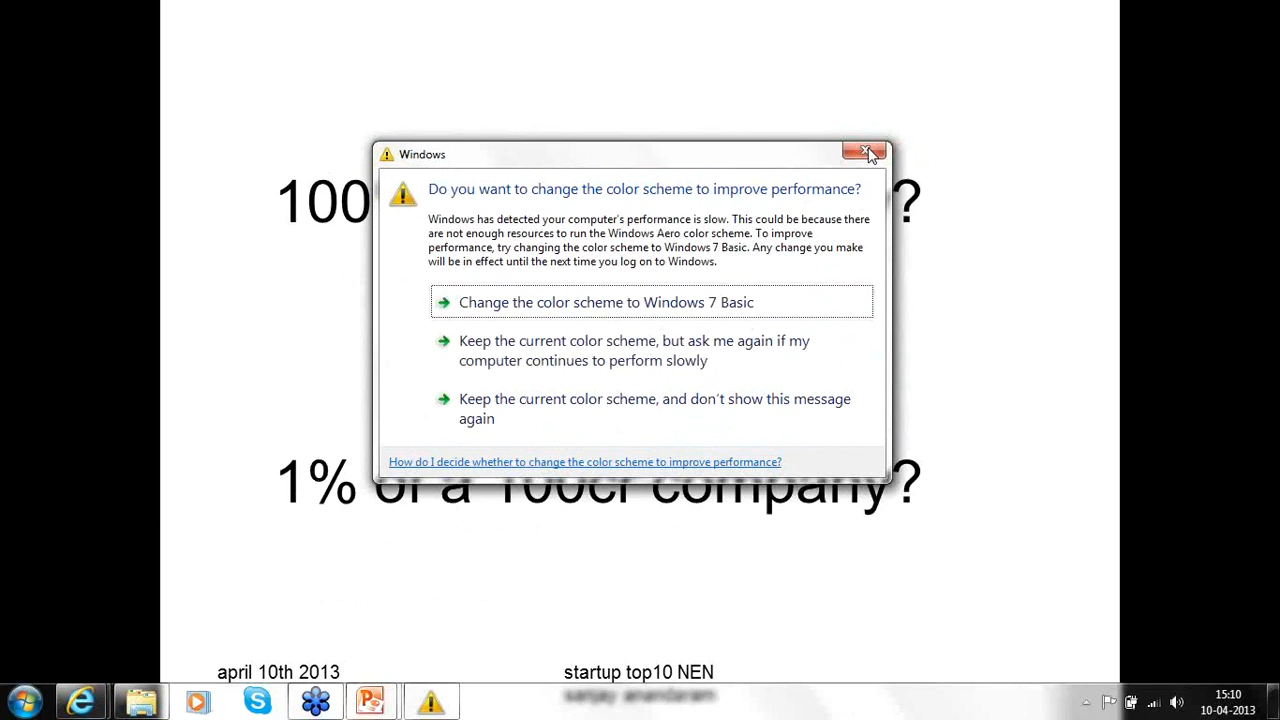 Windows
Do you want to change the color scheme to improve performance?
Windows has detected your computer's performance is slow. This could be because there
are not enough resources to run the Windows Aero color scheme. To improve
performance, try changing the color scheme to Windows 7 Basic. Any change you make
will be in effect until the next time you log on to Windows.
100 ?
Change the color scheme to Windows 7 Basic
Keep the current color scheme, but ask me again if my
computer continues to perform slowly
Keep the current color scheme, and don't show this message
again
How do I decide whether to change the color scheme to improve performance?
1% of a 100cr company?
april 10th 2013
startup top10 NEN
sanjay anandaram
15:10
10-04-2013